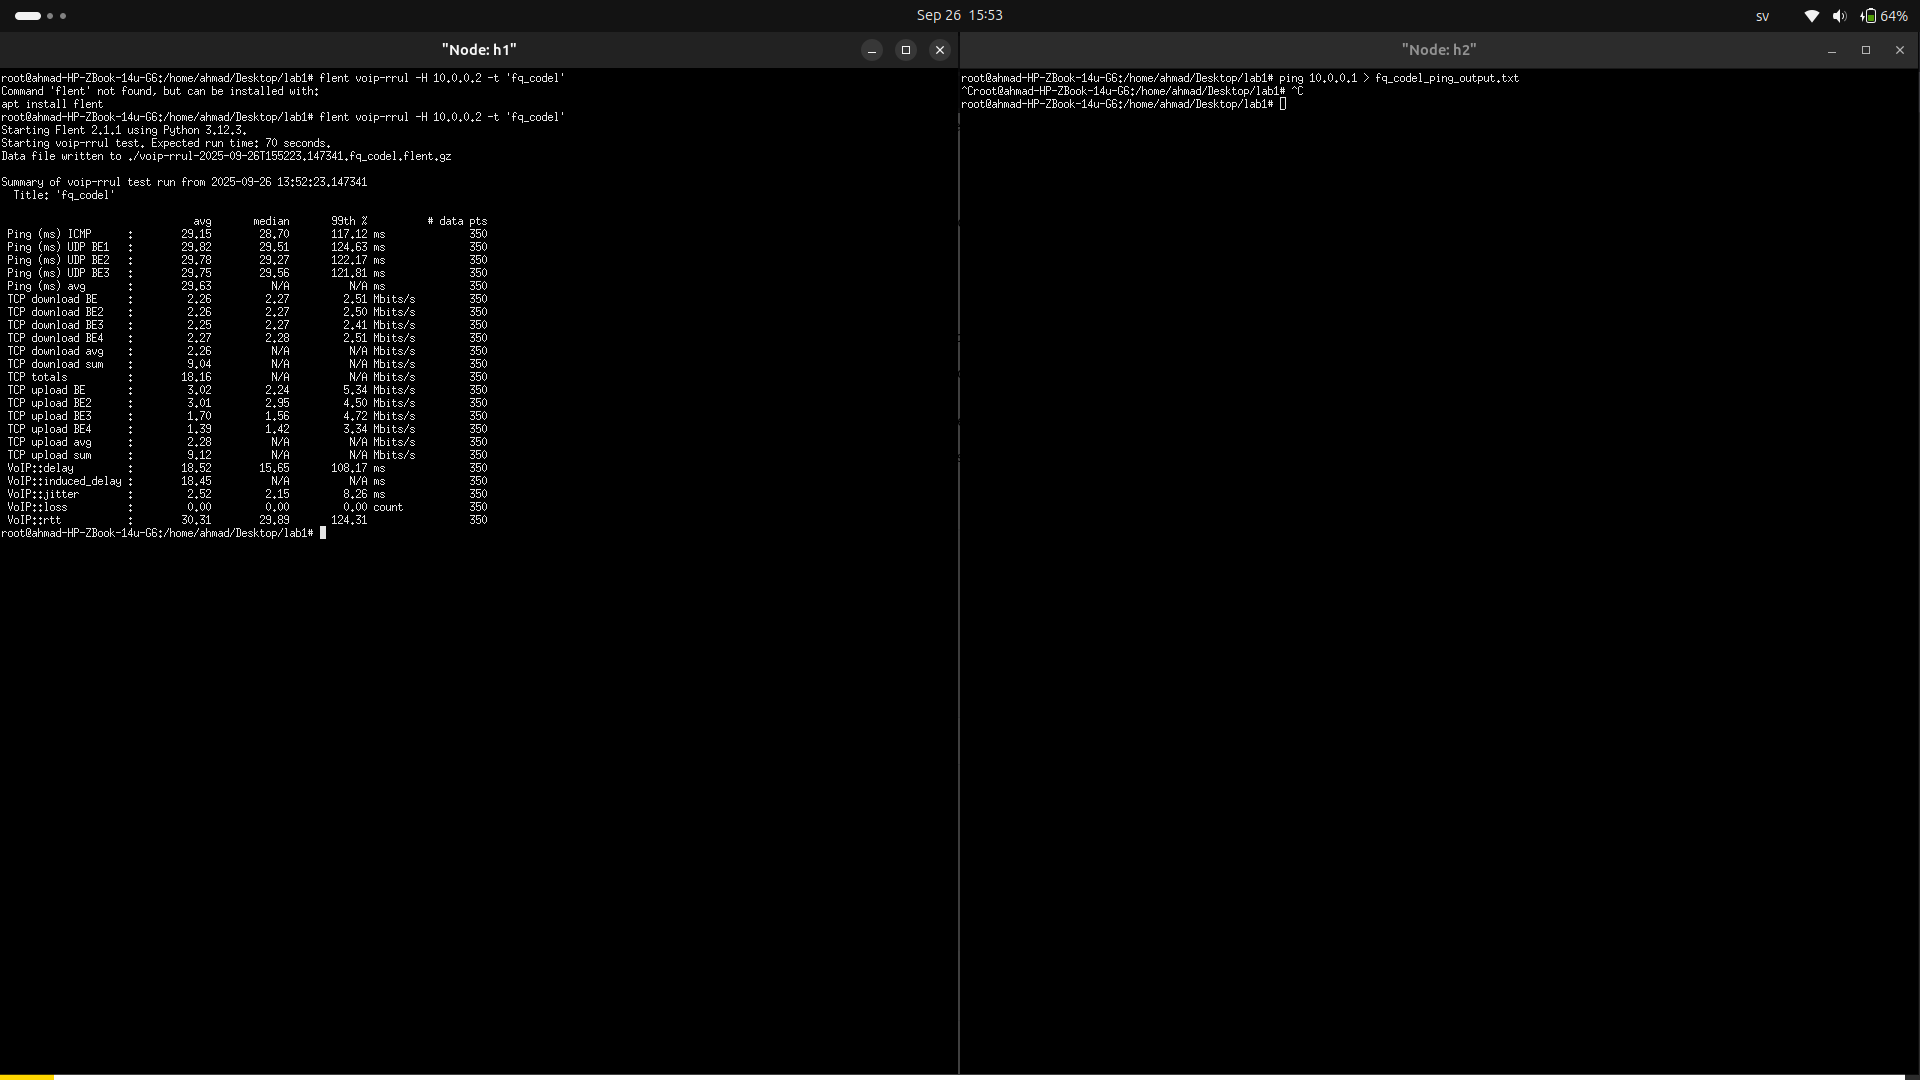 Sep 26  15:53
sv
64%
"Node: h1"
root@ahmad-HP-ZBook-14u-G6:/home/ahmad/Desktop/lab1# flent voip-rrul -H 10.0.0.2 -t 'fq_codel'
Command 'flent' not found, but can be installed with:
apt install flent
root@ahmad-HP-ZBook-14u-G6:/home/ahmad/Desktop/lab1# flent voip-rrul -H 10.0.0.2 -t 'fq_codel'
Starting Flent 2.1.1 using Python 3.12.3.
Starting voip-rrul test. Expected run time: 70 seconds.
Data file written to ./voip-rrul-2025-09-26T155223.147341.fq_codel.flent.gz
Summary of voip-rrul test run from 2025-09-26 13:52:23.147341
  Title: 'fq_codel'
                               avg       median       99th %          # data pts
 Ping (ms) ICMP      :        29.15        28.70       117.12 ms              350
 Ping (ms) UDP BE1   :        29.82        29.51       124.63 ms              350
 Ping (ms) UDP BE2   :        29.78        29.27       122.17 ms              350
 Ping (ms) UDP BE3   :        29.75        29.56       121.81 ms              350
 Ping (ms) avg       :        29.63          N/A          N/A ms              350
 TCP download BE     :         2.26         2.27         2.51 Mbits/s         350
 TCP download BE2    :         2.26         2.27         2.50 Mbits/s         350
 TCP download BE3    :         2.25         2.27         2.41 Mbits/s         350
 TCP download BE4    :         2.27         2.28         2.51 Mbits/s         350
 TCP download avg    :         2.26          N/A          N/A Mbits/s         350
 TCP download sum    :         9.04          N/A          N/A Mbits/s         350
 TCP totals          :        18.16          N/A          N/A Mbits/s         350
 TCP upload BE       :         3.02         2.24         5.34 Mbits/s         350
 TCP upload BE2      :         3.01         2.95         4.50 Mbits/s         350
 TCP upload BE3      :         1.70         1.56         4.72 Mbits/s         350
 TCP upload BE4      :         1.39         1.42         3.34 Mbits/s         350
 TCP upload avg      :         2.28          N/A          N/A Mbits/s         350
 TCP upload sum      :         9.12          N/A          N/A Mbits/s         350
 VoIP::delay         :        18.52        15.65       108.17 ms              350
 VoIP::induced_delay :        18.45          N/A          N/A ms              350
 VoIP::jitter        :         2.52         2.15         8.26 ms              350
 VoIP::loss          :         0.00         0.00         0.00 count           350
 VoIP::rtt           :        30.31        29.89       124.31                 350
root@ahmad-HP-ZBook-14u-G6:/home/ahmad/Desktop/lab1#
"Node: h2"
root@ahmad-HP-ZBook-14u-G6:/home/ahmad/Desktop/lab1# ping 10.0.0.1 > fq_codel_ping_output.txt
^Croot@ahmad-HP-ZBook-14u-G6:/home/ahmad/Desktop/lab1# ^C
root@ahmad-HP-ZBook-14u-G6:/home/ahmad/Desktop/lab1#